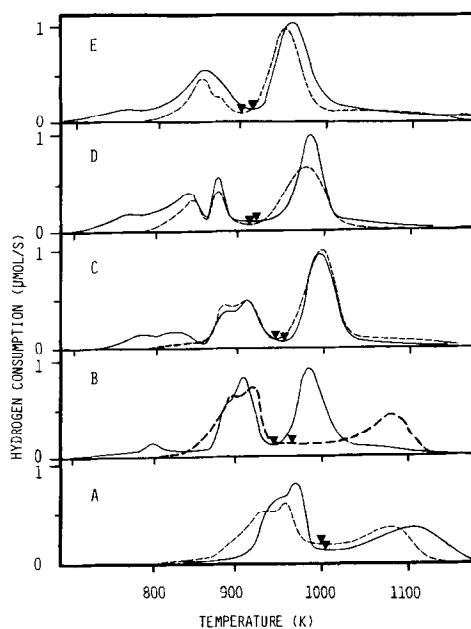 HYDROGEN CONSUMPTION (μMOL/S)
1
E
0
1
D
0
1
C
0
1
B
0
1
A
0
800 900 1000 1100
TEMPERATURE (K)